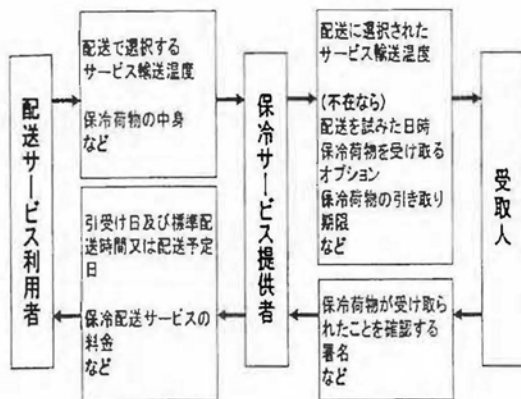 配送サービス利用者
配送で選択する
サービス輸送温度
保冷荷物の中身
など
引受け日及び標準配
送時間又は配送予定
日
保冷配送サービスの
料金
など
保冷サービス提供者
配送に選択された
サービス輸送温度
(不在なら)
配送を試みた日時
保冷荷物を受け取る
オプション
保冷荷物の引き取り
期限
など
保冷荷物が受け取ら
れたことを確認する
署名
など
受取人